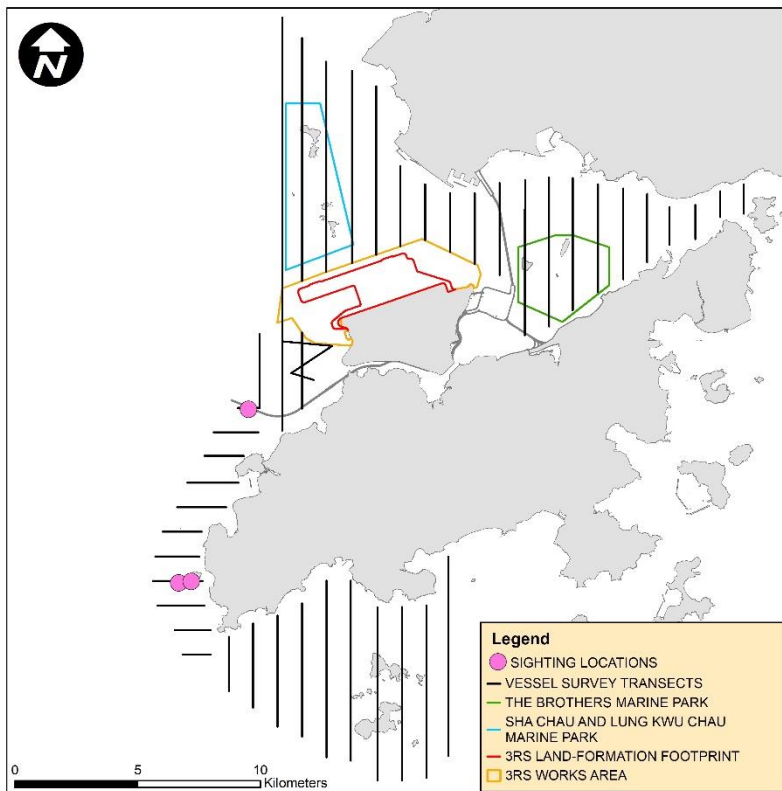 N
Legend
SIGHTING LOCATIONS
VESSEL SURVEY TRANSECTS
THE BROTHERS MARINE PARK
SHA CHAU AND LUNG KWU CHAU
MARINE PARK
3RS LAND-FORMATION FOOTPRINT
3RS WORKS AREA
0 5 10
Kilometers